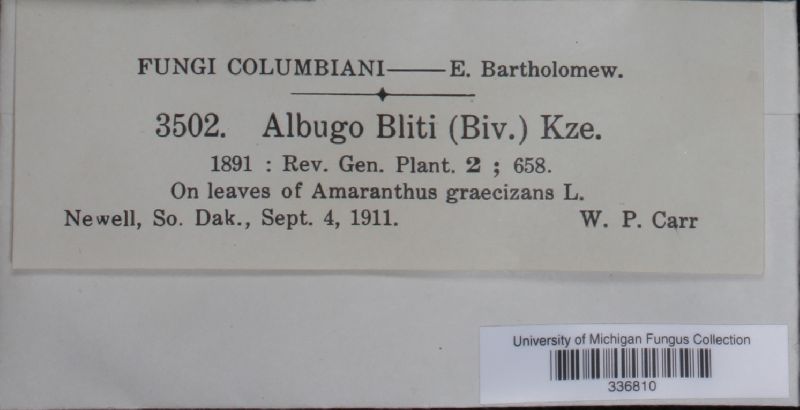 FUNGI COLUMBIANI——E. Bartholomew.
3502. Albugo Bliti (Biv.) Kze.
1891 : Rev. Gen. Plant. 2 ; 658.
On leaves of Amaranthus graecizans L.
Newell, So. Dak., Sept. 4, 1911. W. P. Carr
University of Michigan Fungus Collection
336810